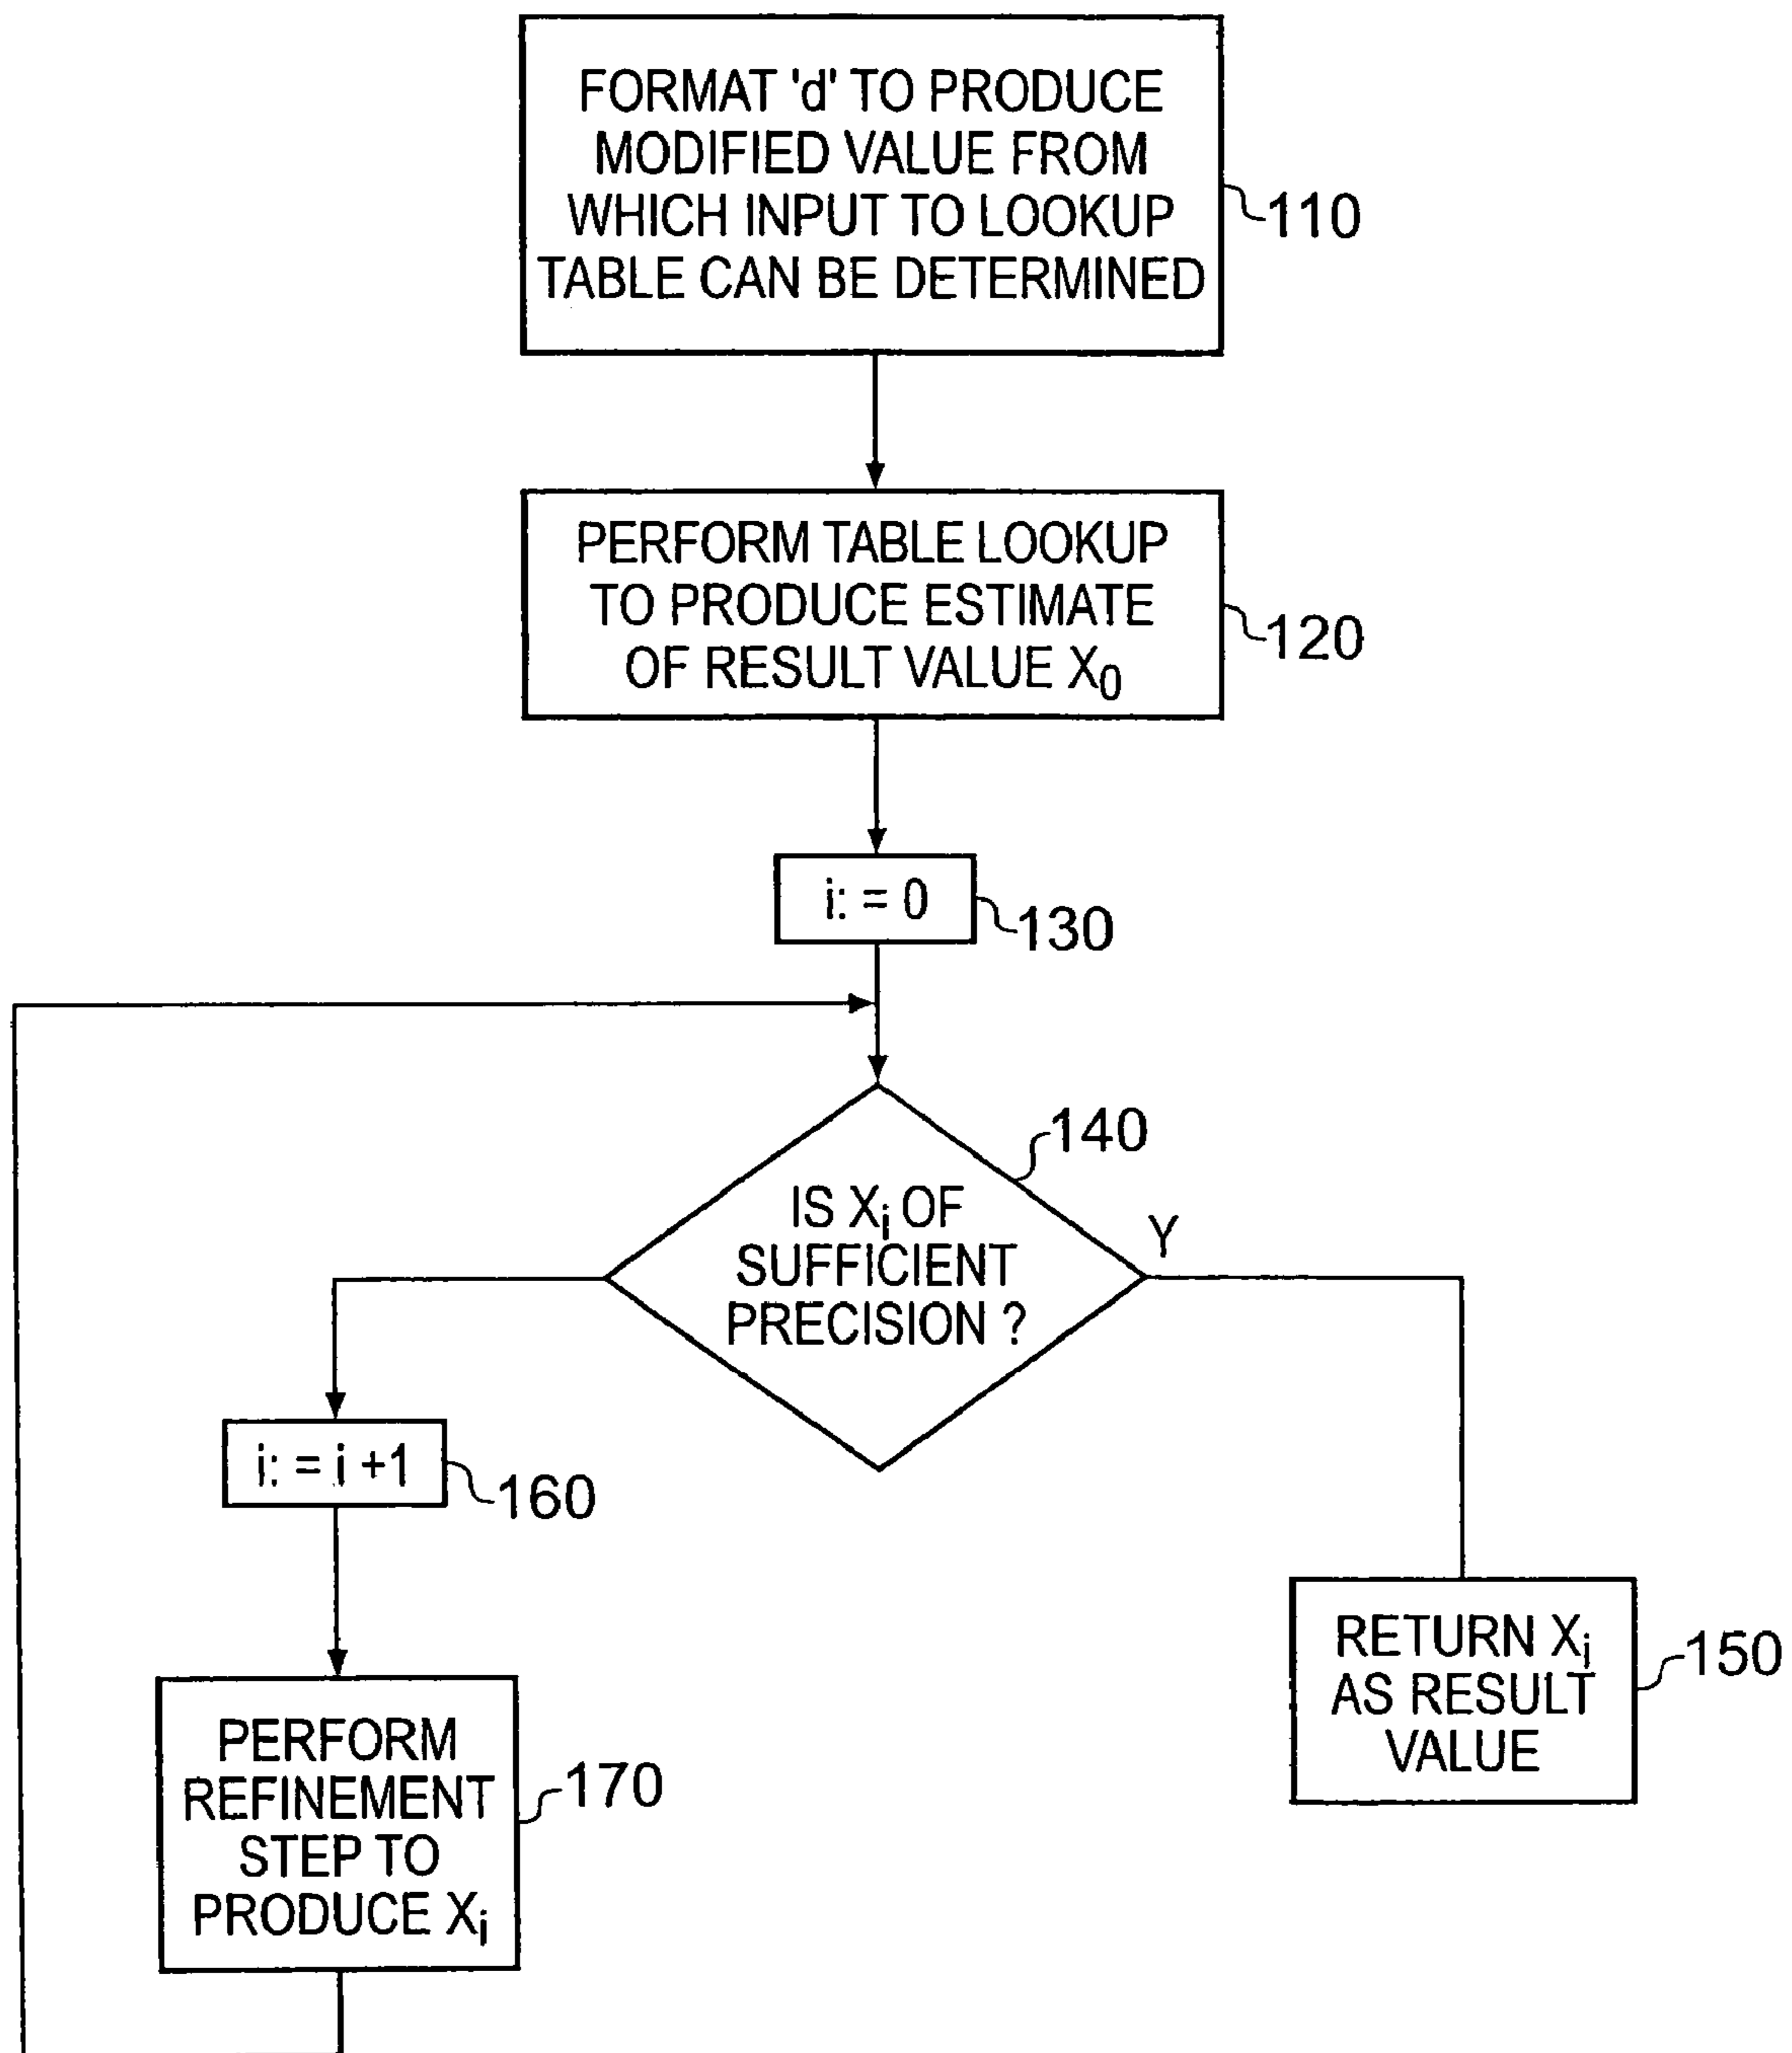 FORMAT 'd' TO PRODUCE
MODIFIED VALUE FROM
WHICH INPUT TO LOOKUP
TABLE CAN BE DETERMINED
110
PERFORM TABLE LOOKUP
TO PRODUCE ESTIMATE
OF RESULT VALUE X0
120
i: = 0
130
140
IS Xi OF
SUFFICIENT
PRECISION ?
Y
i: = i +1
160
RETURN Xi
AS RESULT
VALUE
150
PERFORM
REFINEMENT
STEP TO
PRODUCE Xi
170